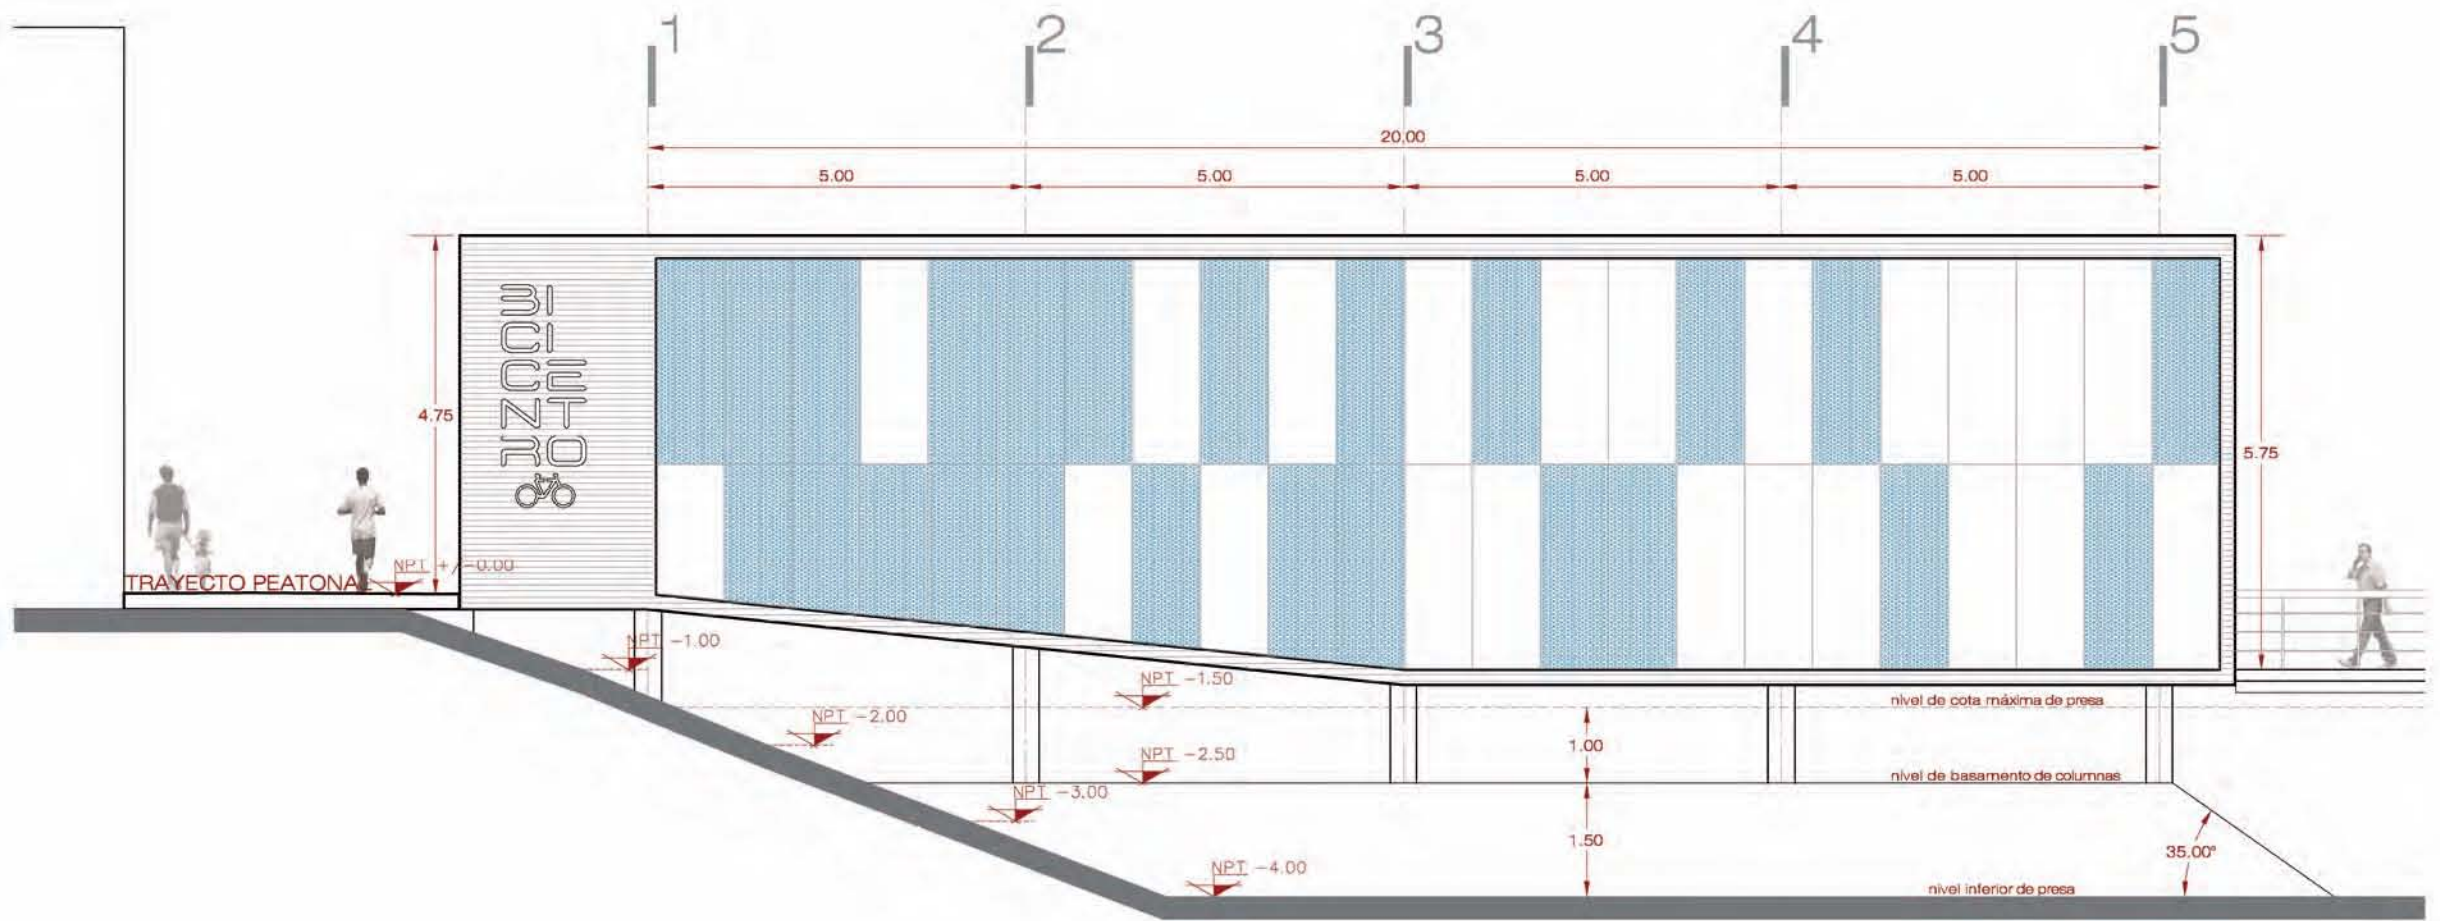 1 2 3 4 5
20.00
5.00 5.00 5.00 5.00
BI
CI
CE
NT
RO
4.75
5.75
NPT +/-0.00
TRAYECTO PEATONAL
NPT -1.00
NPT -1.50
nivel de cota máxima de presa
NPT -2.00
1.00
NPT -2.50
nivel de basamento de columnas
NPT -3.00
1.50
35.00°
NPT -4.00
nivel inferior de presa